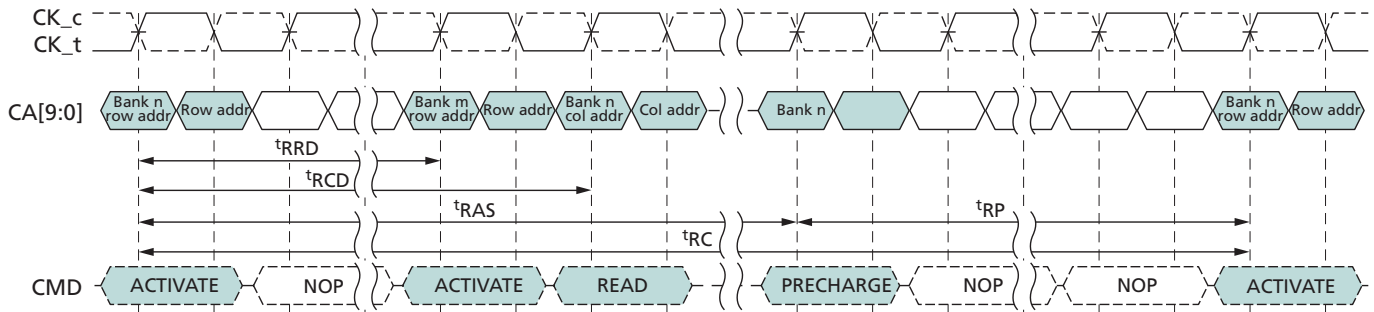 CK_c
CK_t
CA[9:0]
Bank n
row addr
Row addr
Bank m
row addr
Row addr
Bank n
col addr
Col addr
Bank n
Bank n
row addr
Row addr
tRRD
tRCD
tRAS
tRP
tRC
CMD
ACTIVATE
NOP
ACTIVATE
READ
PRECHARGE
NOP
NOP
ACTIVATE